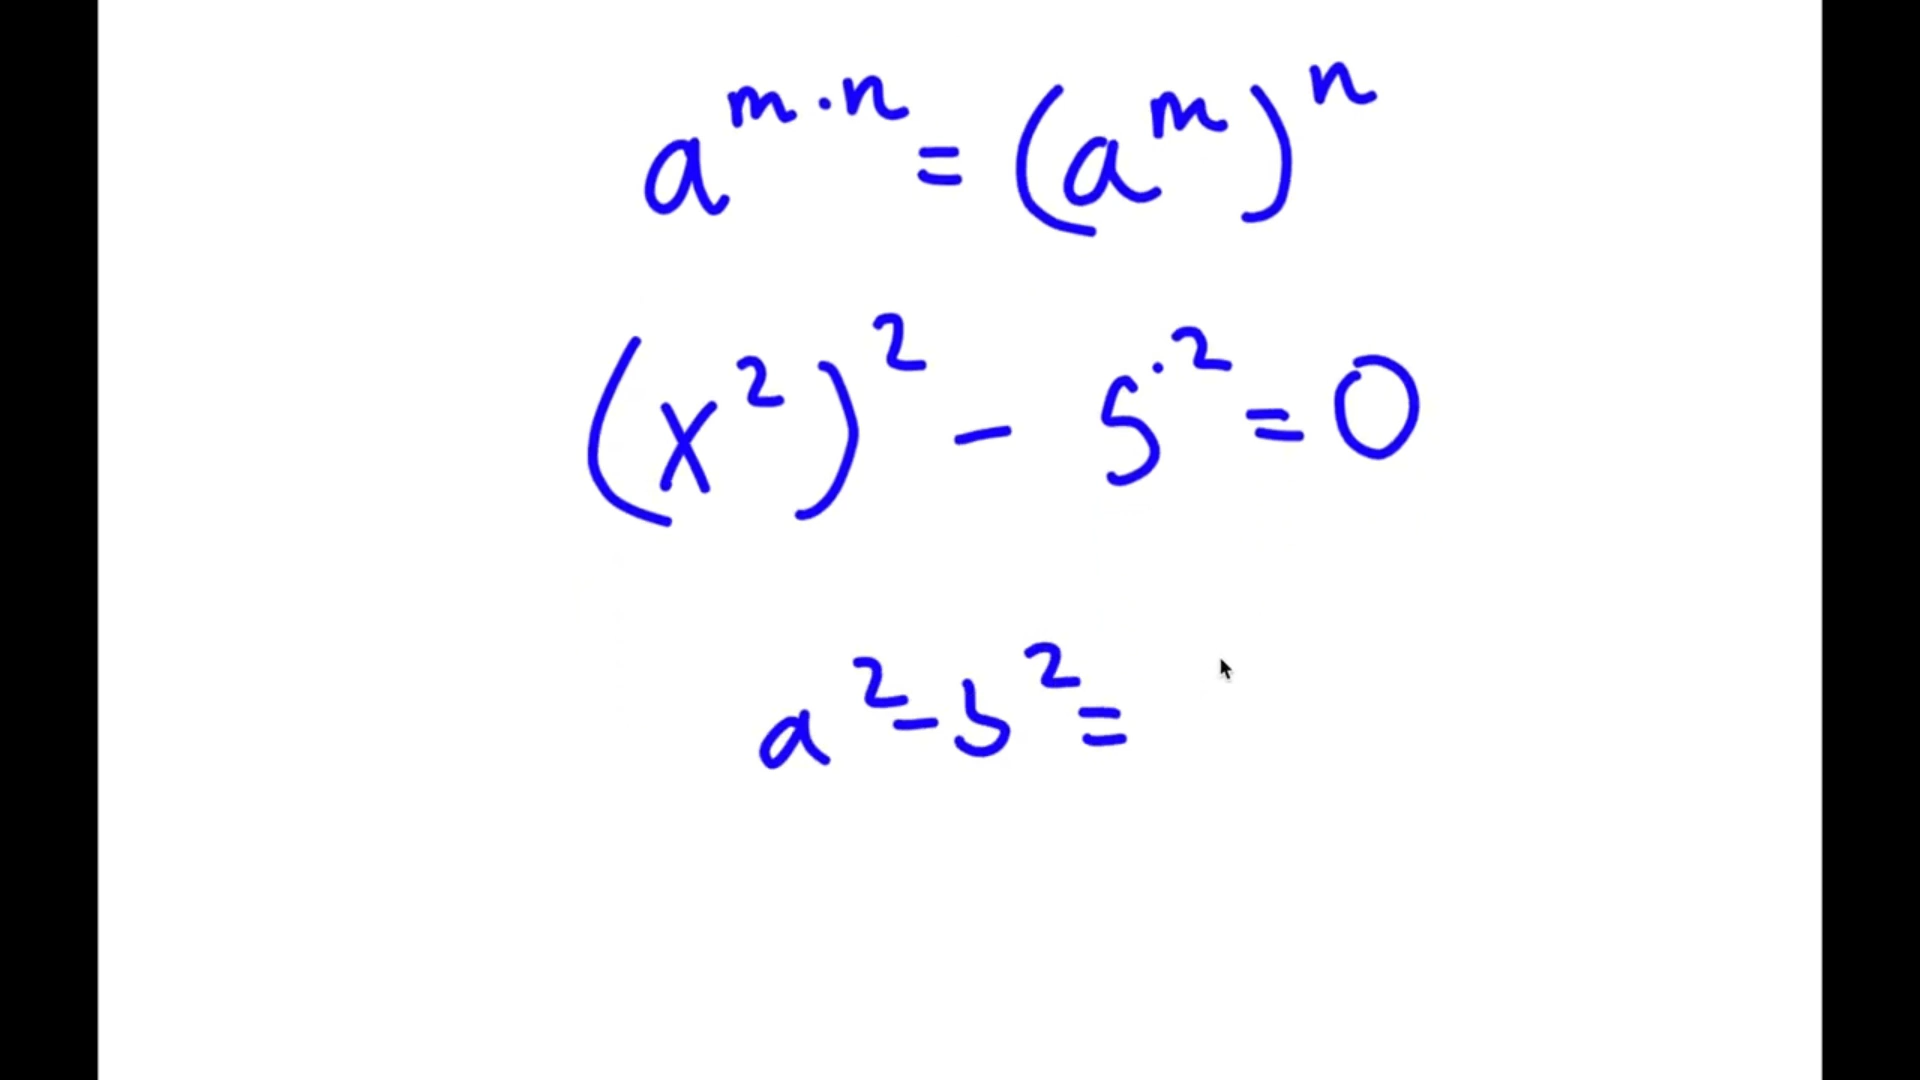 a^{m·n} = (a^m)^n
(x^2)^2 - 5^{·2} = 0
a^2 - b^2 =